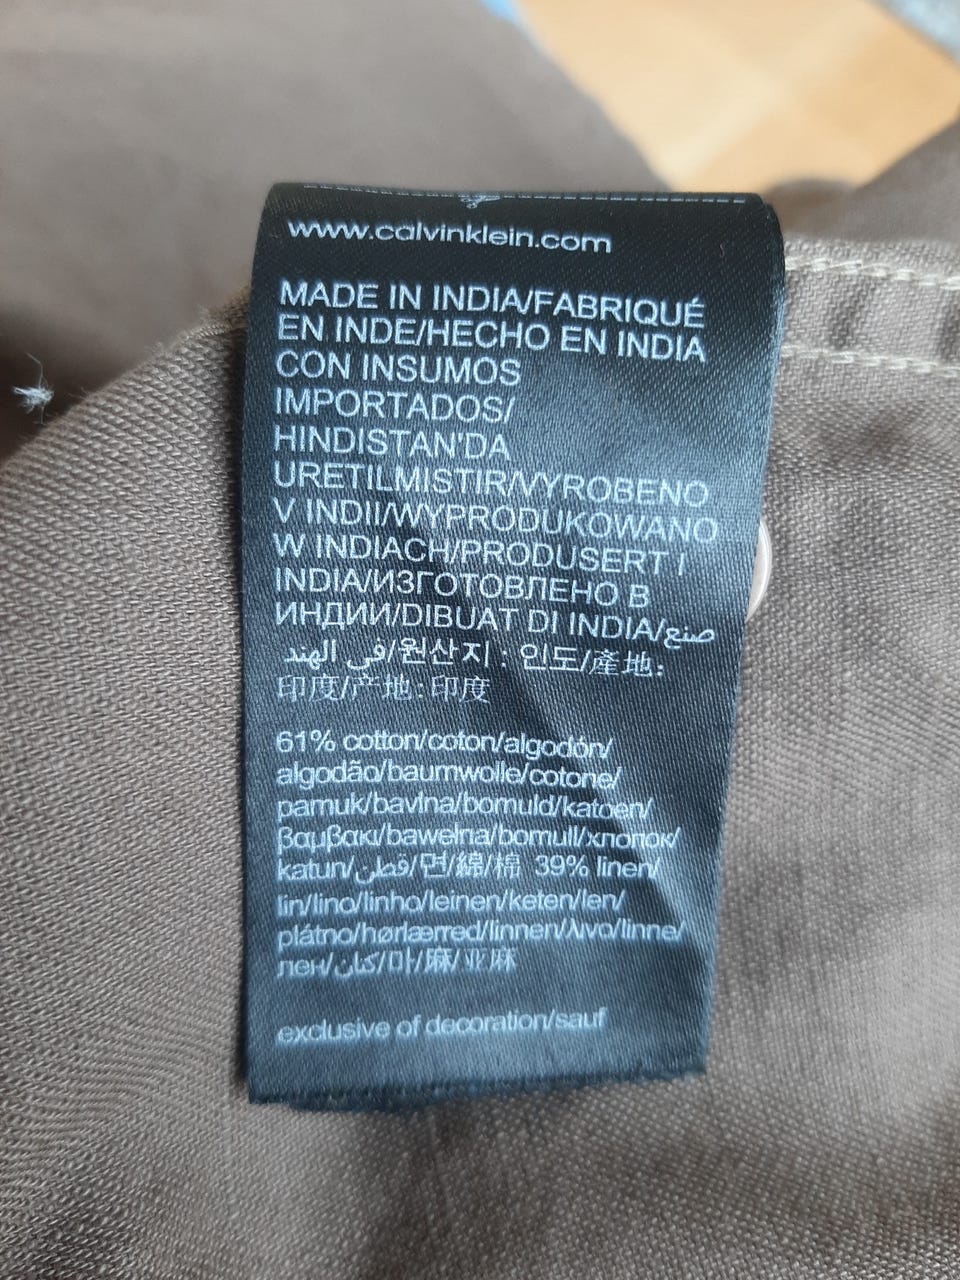 www.calvinklein.com
MADE IN INDIA/FABRIQUÉ
EN INDE/HECHO EN INDIA
CON INSUMOS
IMPORTADOS/
HINDISTAN'DA
URETILMISTIR/VYROBENO
V INDII/WYPRODUKOWANO
W INDIACH/PRODUSERT I
INDIA/ИЗГОТОВЛЕНО В
ИНДИИ/DIBUAT DI INDIA/صنع
في الهند/원산지: 인도/產地:
印度/产地:印度
61% cotton/coton/algodón/
algodão/baumwolle/cotone/
pamuk/bavlna/bomuld/katoen/
βαμβακι/bawełna/bomull/хлопок/
katun/قطن/면/綿/棉 39% linen/
lin/lino/linho/leinen/keten/len/
plátno/hørlærred/linnen/λινο/linne/
лен/كتان/마/麻/亚麻
exclusive of decoration/sauf